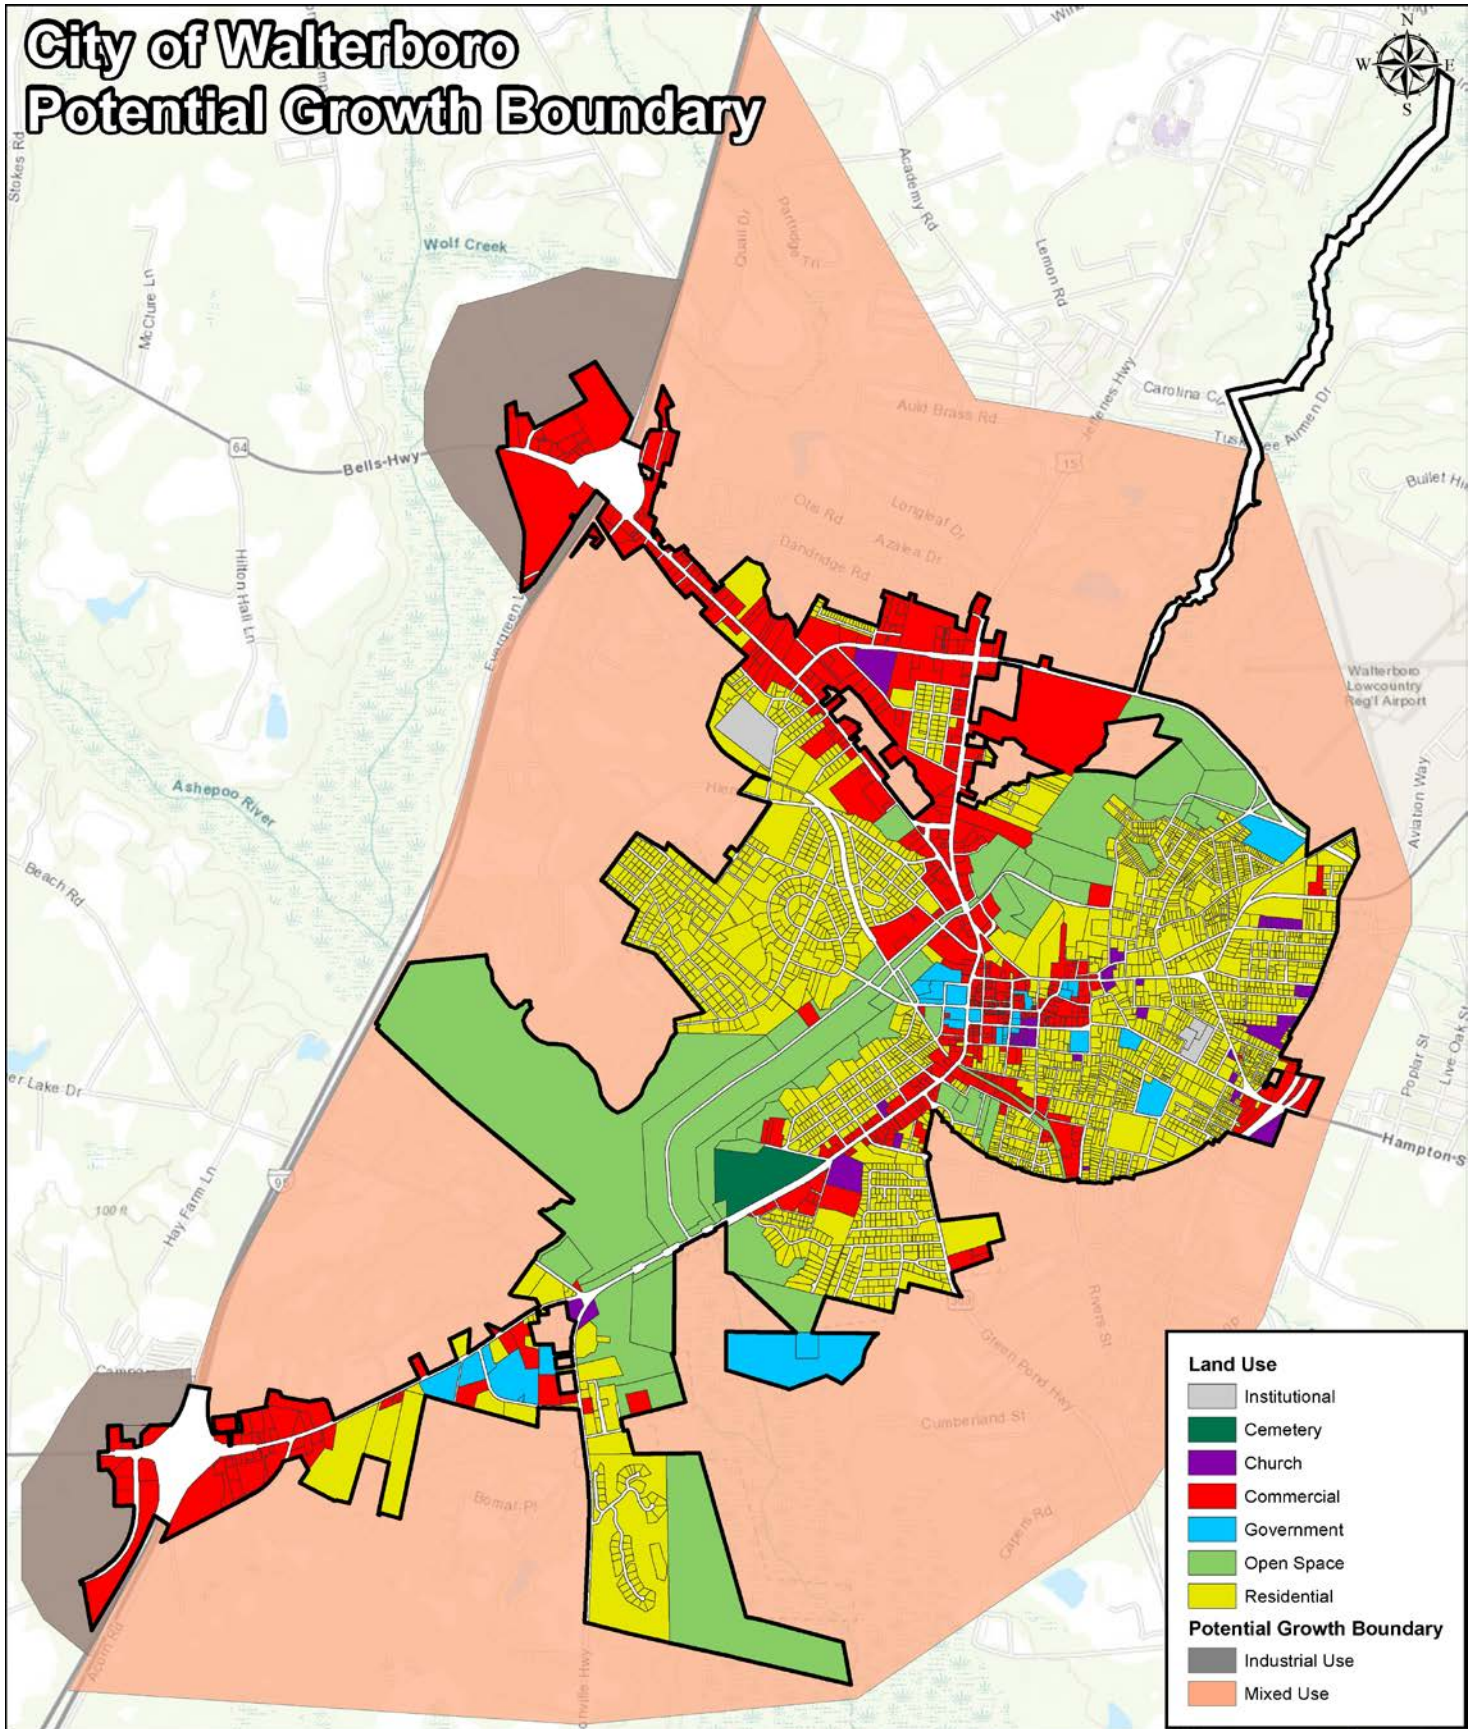 City of Walterboro
Potential Growth Boundary
N
W
E
S
Stokes Rd
Wolf Creek
Quail Dr
Partridge Trl
Academy Rd
Lemon Rd
McClure Ln
Jefferies Hwy
Carolina
Airmen Dr
Auld Brass Rd
64
Bells Hwy
15
Bullet
Otis Rd
Longleaf Dr
Azalea Dr
Dandridge Rd
Hilton Hall Ln
Evergreen
Walterboro
Lowcountry
Reg'l Airport
Ashepoo River
Aviation Way
Beach Rd
Poplar St
Live Oak St
er Lake Dr
Hampton S
95
Hay Farm Ln
100 ft
Rivers St
Green Pond Hwy
Cumberland St
Bomar Pl
Capers Rd
Acorn Rd
Land Use
Institutional
Cemetery
Church
Commercial
Government
Open Space
Residential
Potential Growth Boundary
Industrial Use
Mixed Use